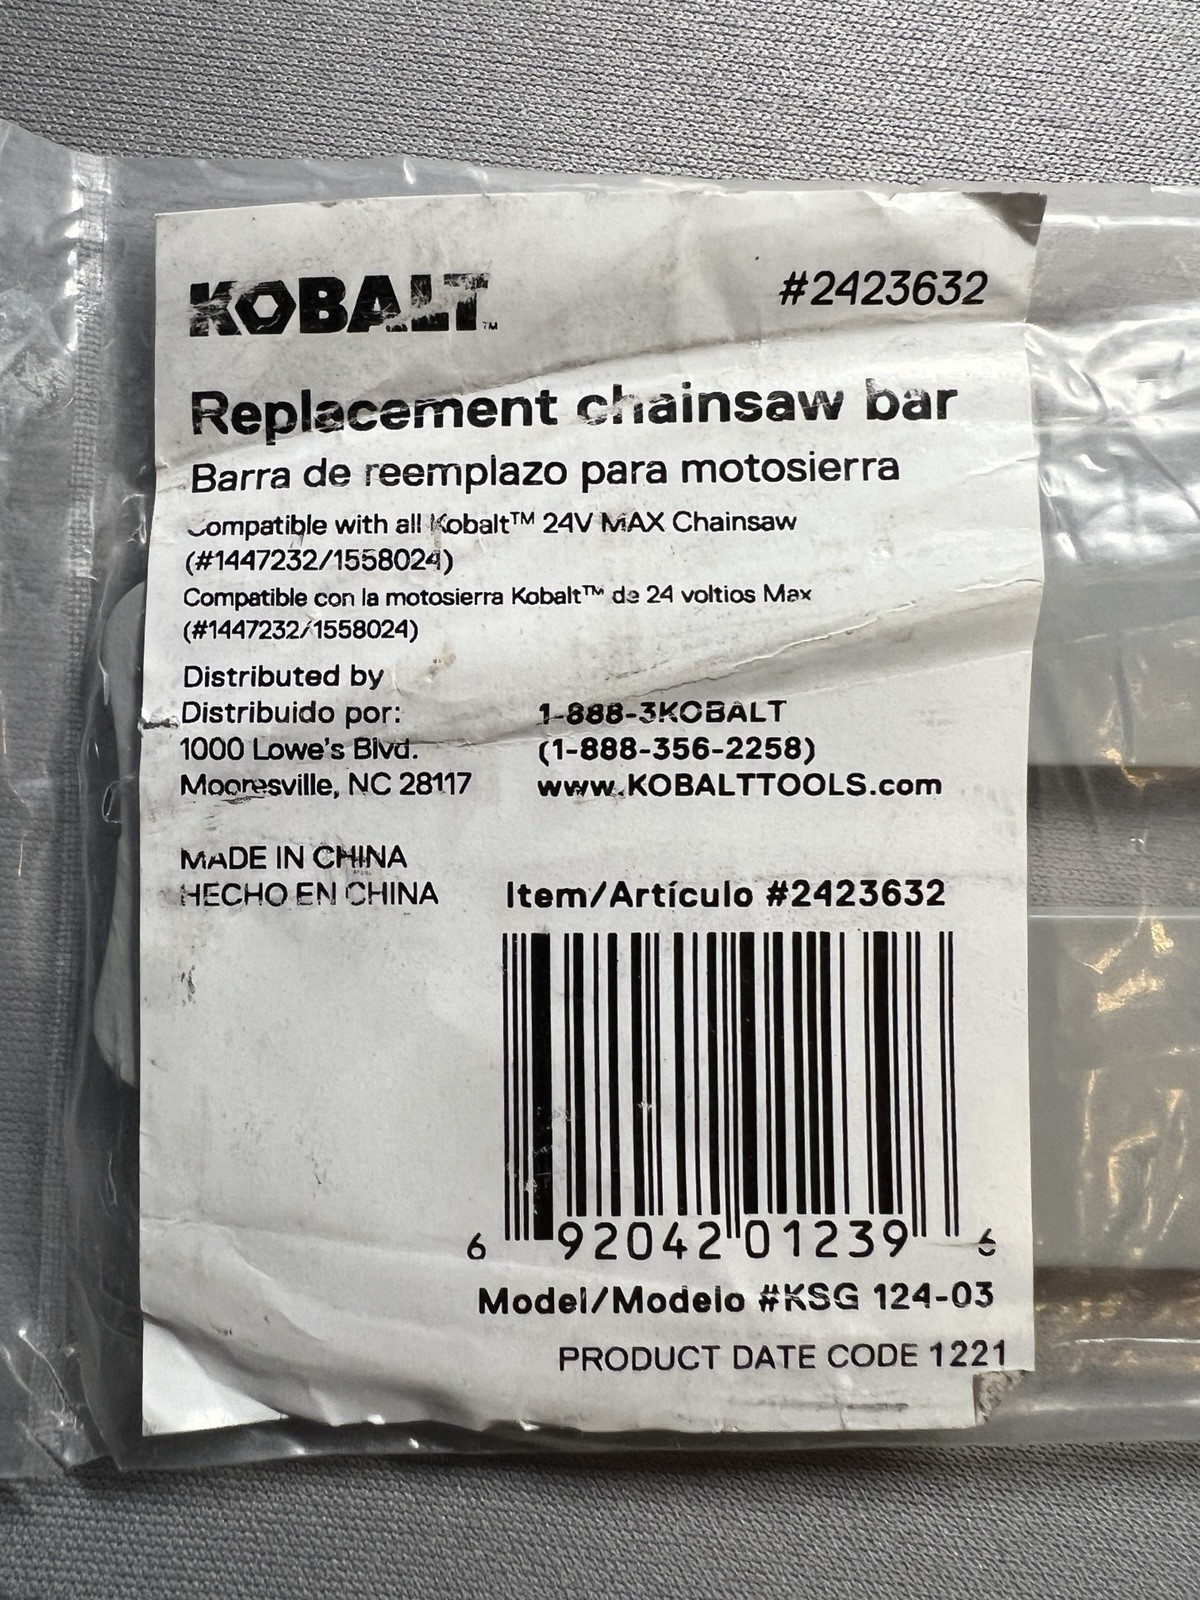 KOBALT™
#2423632
Replacement chainsaw bar
Barra de reemplazo para motosierra
Compatible with all Kobalt™ 24V MAX Chainsaw
(#1447232/1558024)
Compatible con la motosierra Kobalt™ de 24 voltios Max
(#1447232/1558024)
Distributed by
Distribuido por:
1000 Lowe's Blvd.
Mooresville, NC 28117
1-888-3KOBALT
(1-888-356-2258)
www.KOBALTTOOLS.com
MADE IN CHINA
HECHO EN CHINA
Item/Artículo #2423632
6 92042 01239 6
Model/Modelo #KSG 124-03
PRODUCT DATE CODE 1221